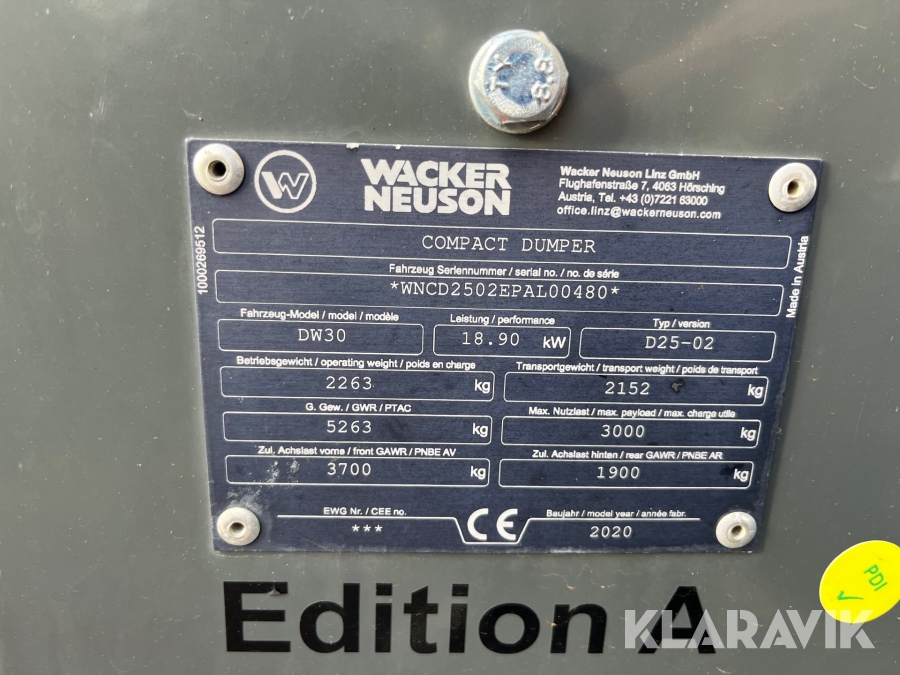 TY
8.8
WACKER
NEUSON
Wacker Neuson Linz GmbH
Flughafenstraße 7, 4063 Hörsching
Austria, Tel. +43 (0)7221 63000
office.linz@wackerneuson.com
1000269512
Made in Austria
COMPACT DUMPER
Fahrzeug Seriennummer / serial no. / no. de série
*WNCD2502EPAL00480*
Fahrzeug-Model / model / modèle
DW30
Leistung / performance
18.90 kW
Typ / version
D25-02
Betriebsgewicht / operating weight / poids en charge
2263 kg
Transportgewicht / transport weight / poids de transport
2152 kg
G. Gew. / GWR / PTAC
5263 kg
Max. Nutzlast / max. payload / max. charge utile
3000 kg
Zul. Achslast vorne / front GAWR / PNBE AV
3700 kg
Zul. Achslast hinten / rear GAWR / PNBE AR
1900 kg
EWG Nr. / CEE no.
***
CE
Baujahr / model year / année fabr.
2020
PDI
Edition A
KLARAVIK